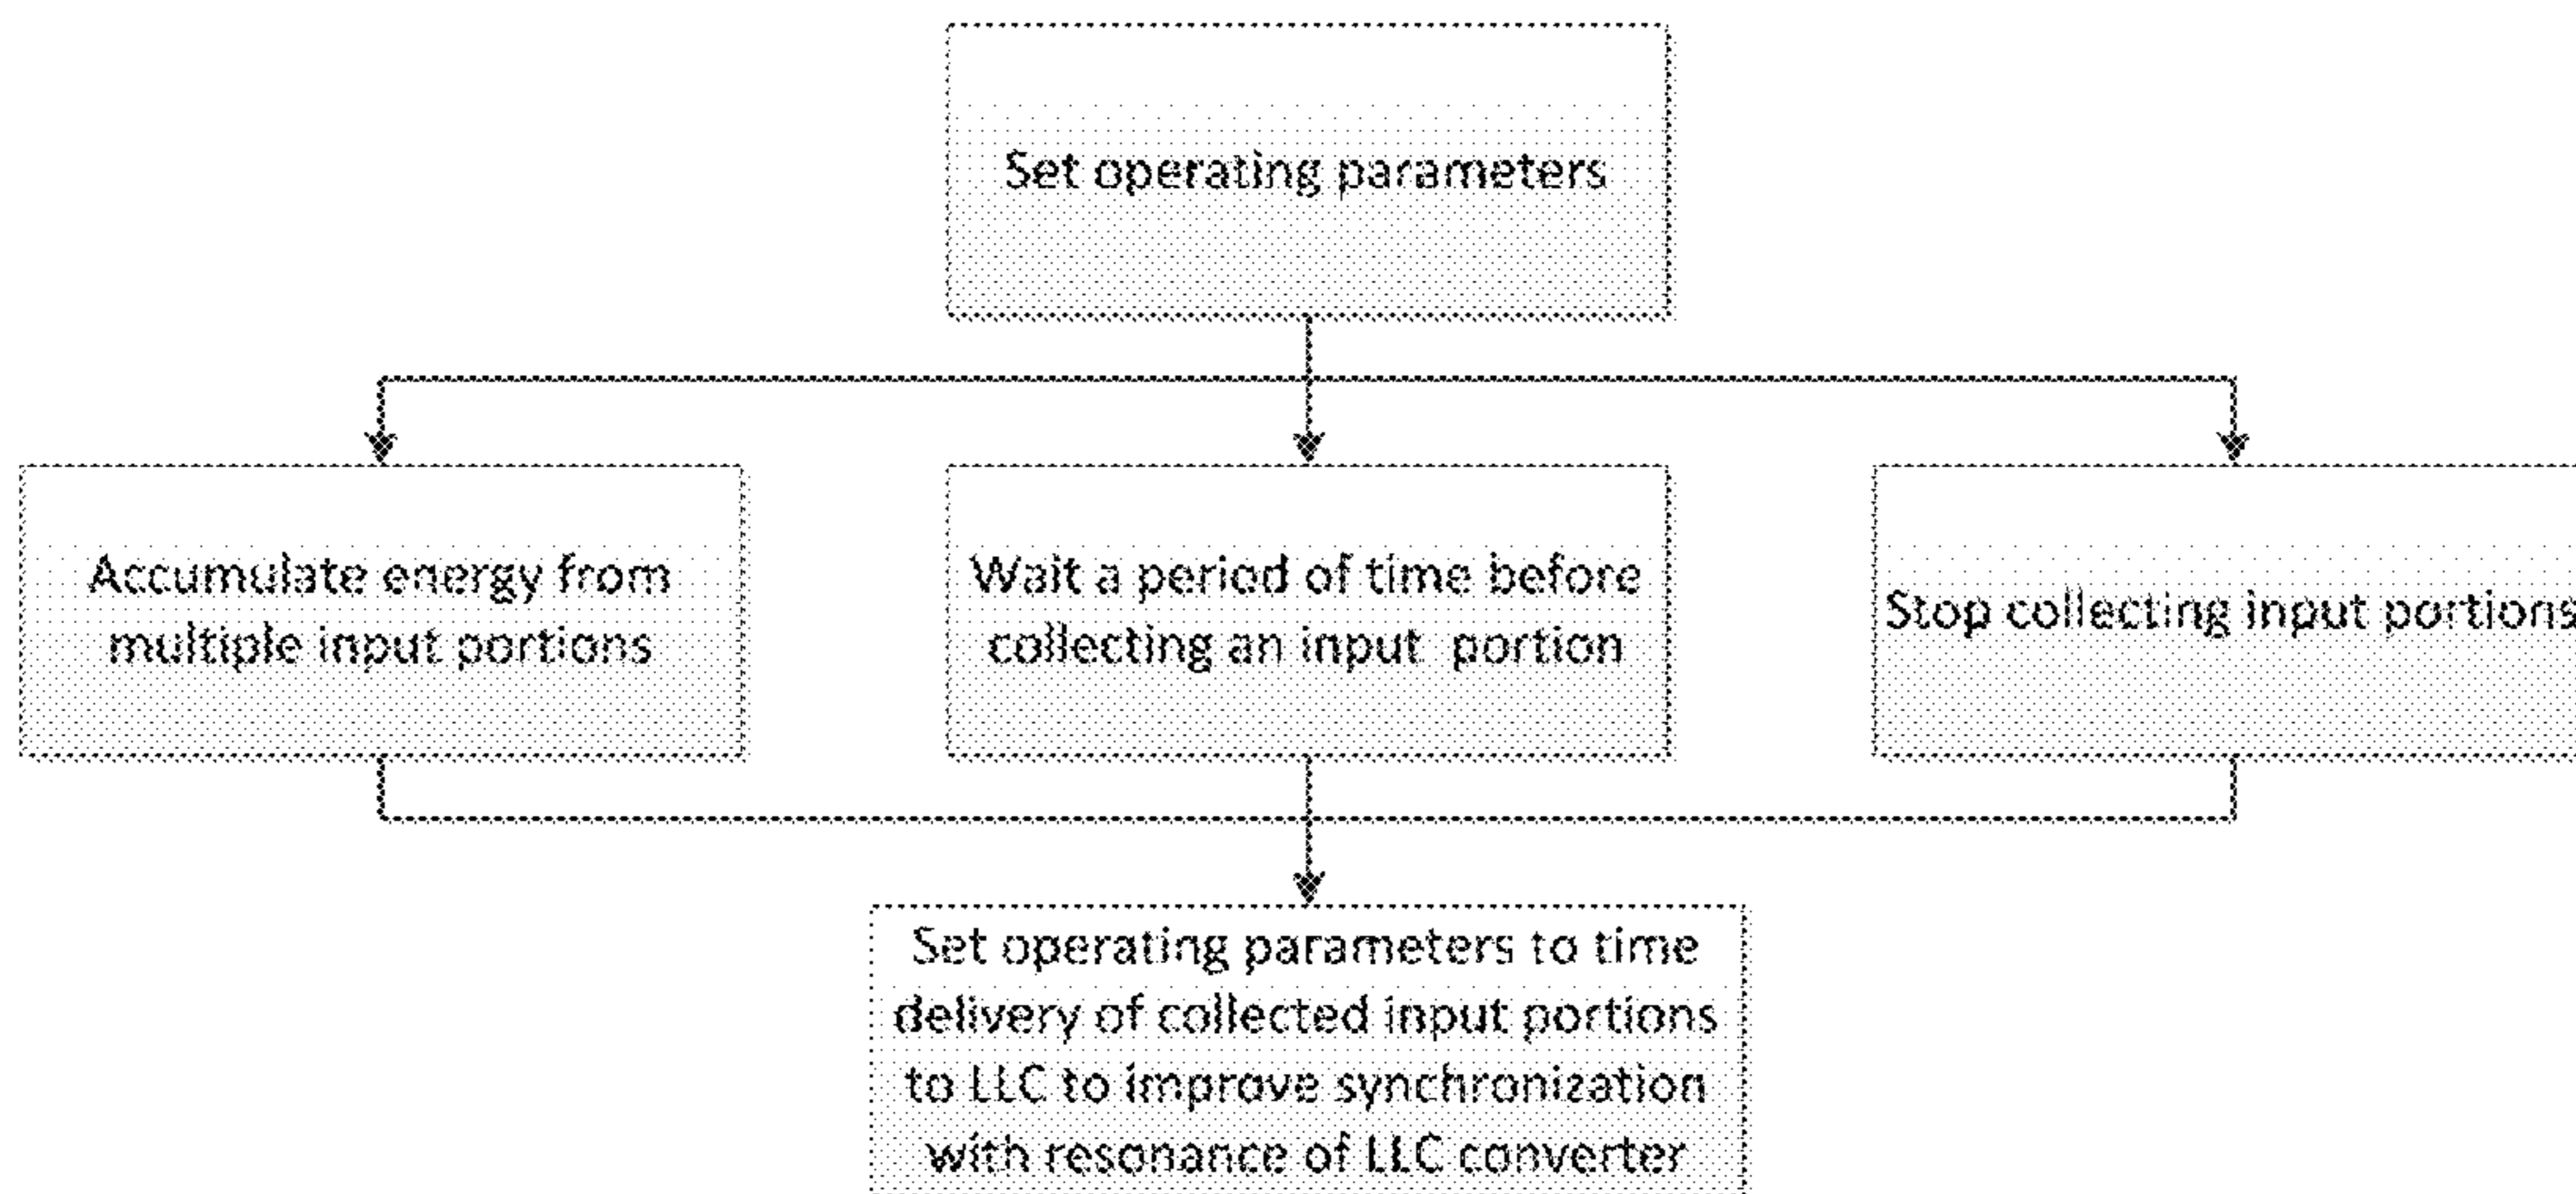 Set operating parameters
Accumulate energy from
multiple input portions
Wait a period of time before
collecting an input portion
Stop collecting input portions
Set operating parameters to time
delivery of collected input portions
to LLC to improve synchronization
with resonance of LLC converter